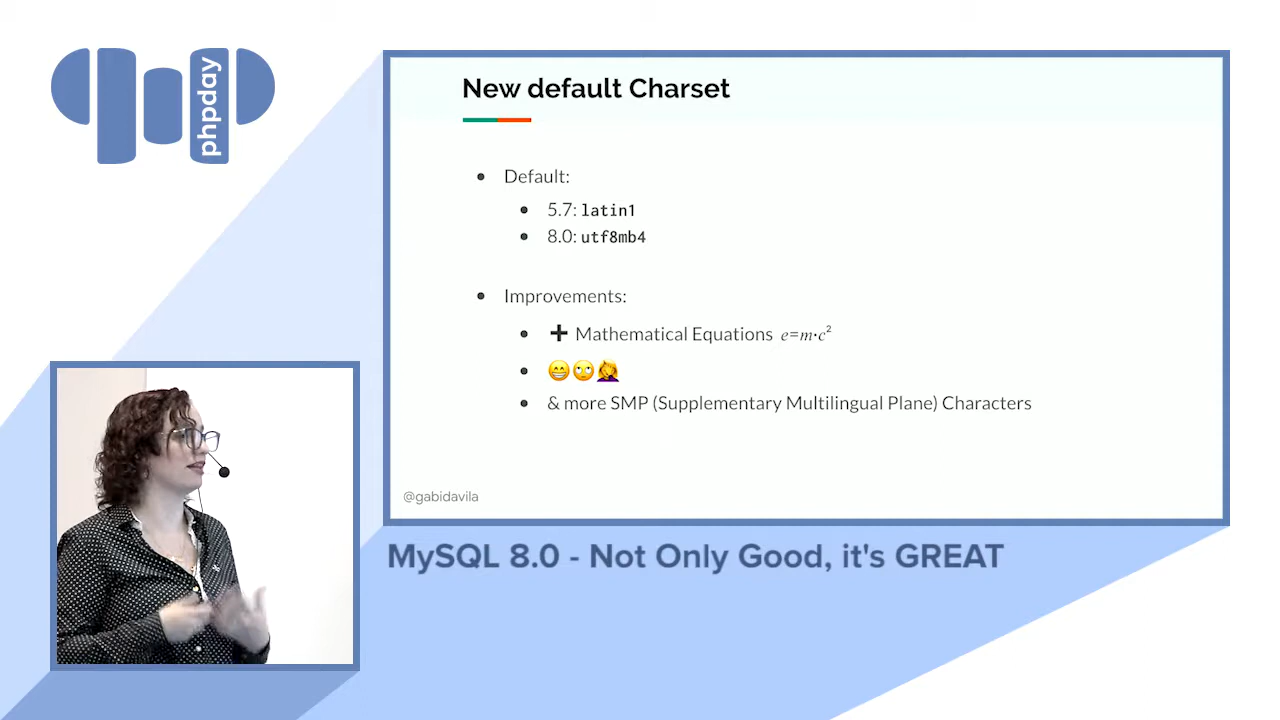 phpday
New default Charset
• Default:
• 5.7: latin1
• 8.0: utf8mb4
• Improvements:
• ➕ Mathematical Equations e=m·c²
• 😁🙄🤦‍♀️
• & more SMP (Supplementary Multilingual Plane) Characters
@gabidavila
MySQL 8.0 - Not Only Good, it's GREAT